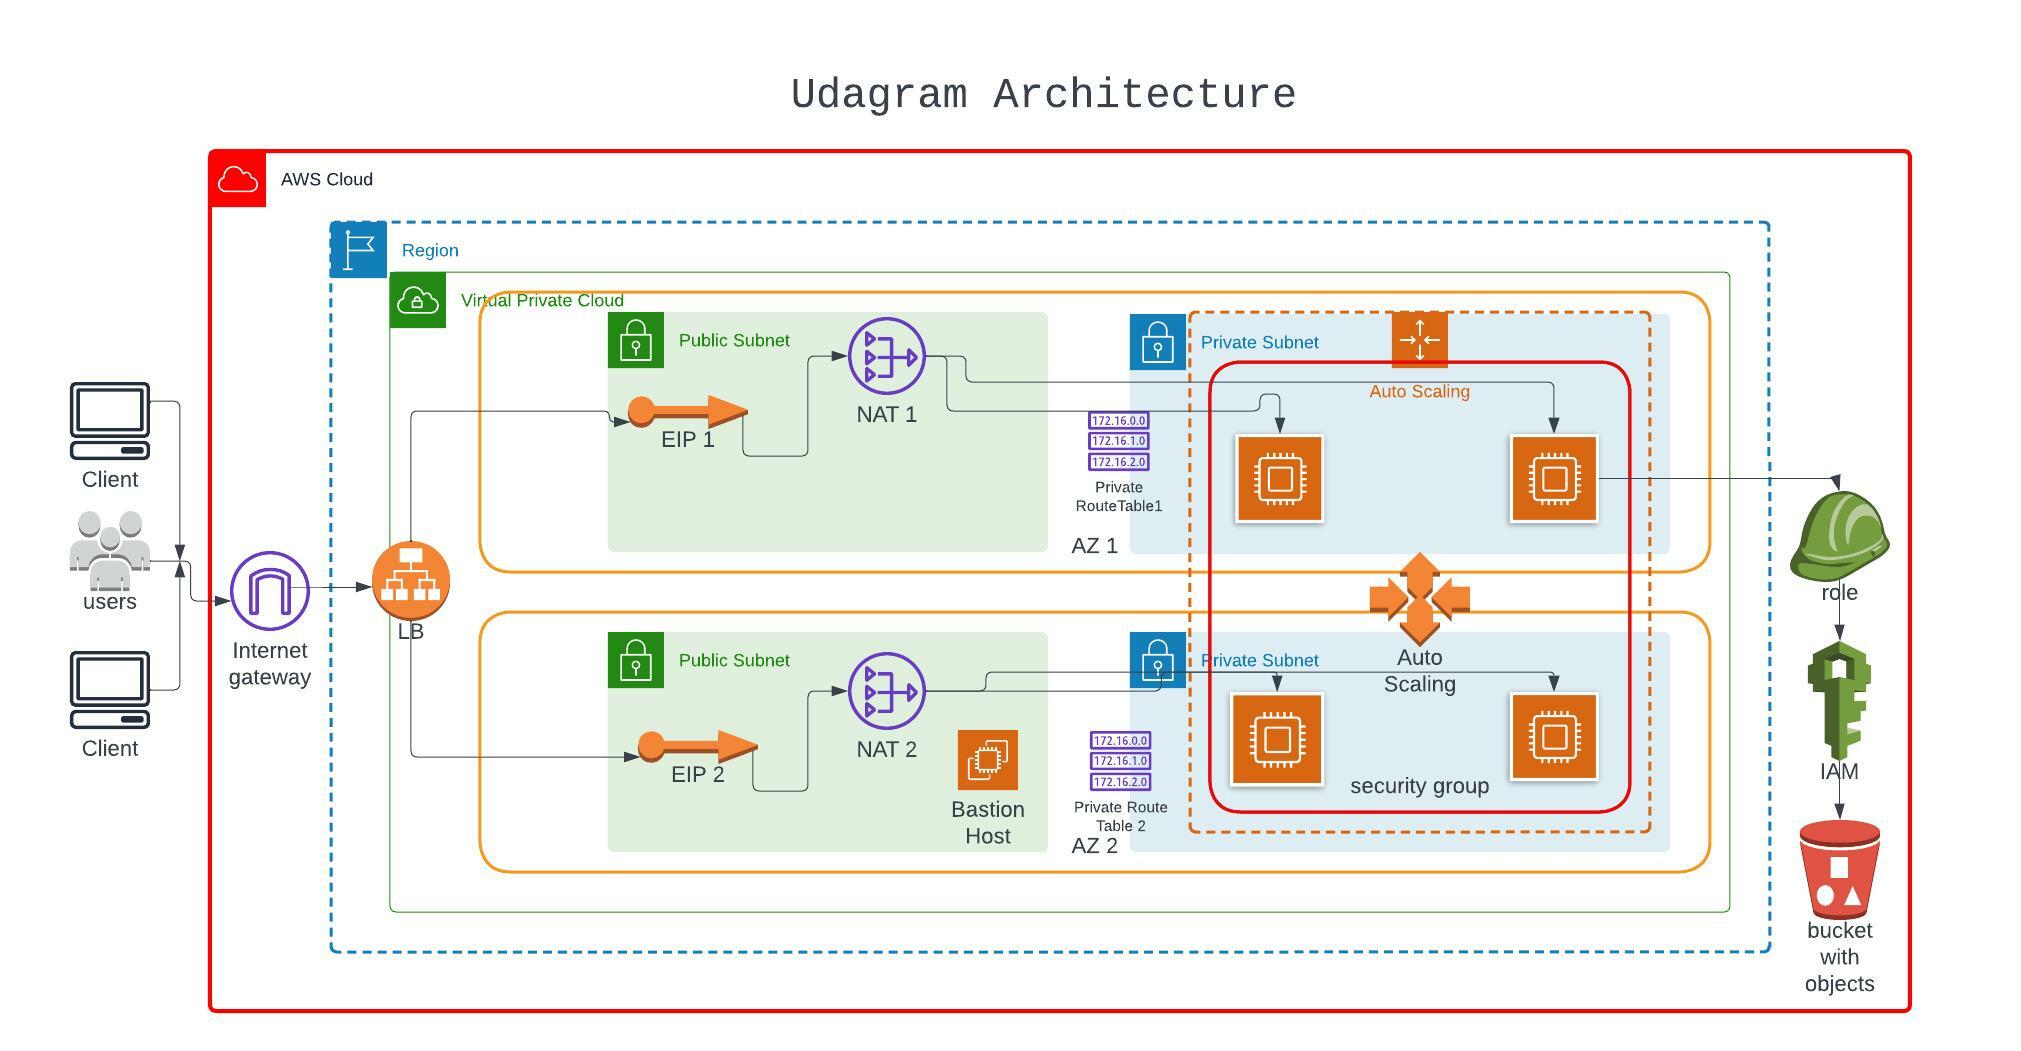 Udagram Architecture
AWS Cloud
Region
Virtual Private Cloud
Public Subnet
NAT 1
EIP 1
Private Subnet
Auto Scaling
172.16.0.0
172.16.1.0
172.16.2.0
Private
RouteTable1
AZ 1
Client
users
Client
Internet
gateway
LB
Public Subnet
NAT 2
EIP 2
Bastion
Host
Private Subnet
Auto
Scaling
172.16.0.0
172.16.1.0
172.16.2.0
Private Route
Table 2
AZ 2
security group
role
IAM
bucket
with
objects